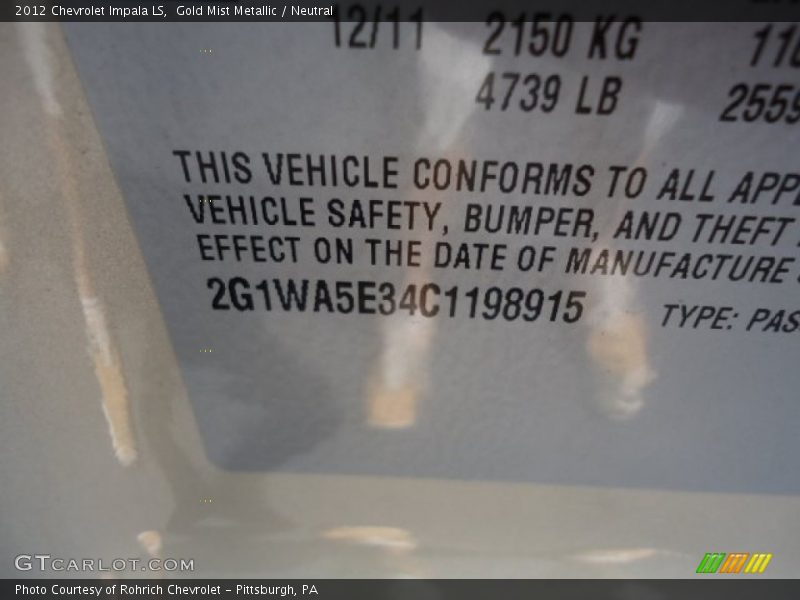 2012 Chevrolet Impala LS,  Gold Mist Metallic / Neutral
12/11 2150 KG
4739 LB 2559
THIS VEHICLE CONFORMS TO ALL
VEHICLE SAFETY, BUMPER, AND THEFT
EFFECT ON THE DATE OF MANUFACTURE
2G1WA5E34C1198915 TYPE: PAS
GTCARLOT.COM
Photo Courtesy of Rohrich Chevrolet – Pittsburgh, PA